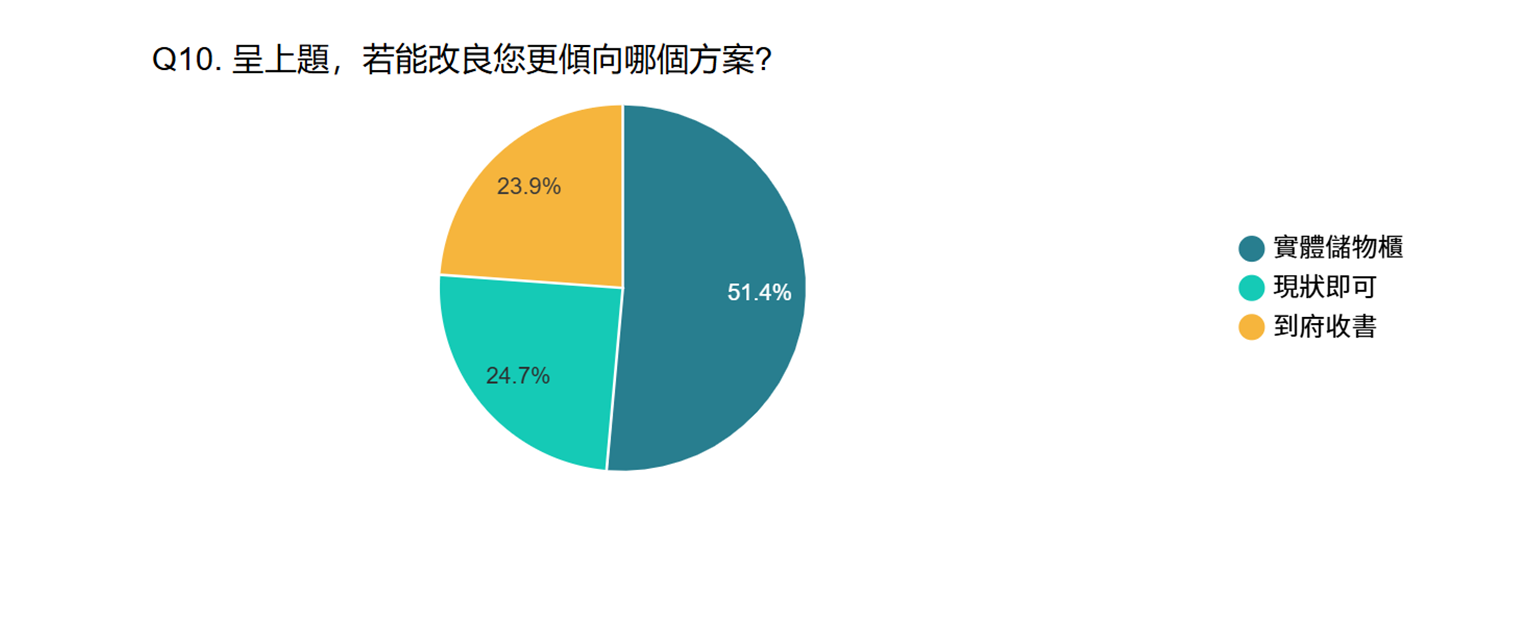 Q10. 呈上題，若能改良您更傾向哪個方案?
23.9%
51.4%
24.7%
實體儲物櫃
現狀即可
到府收書